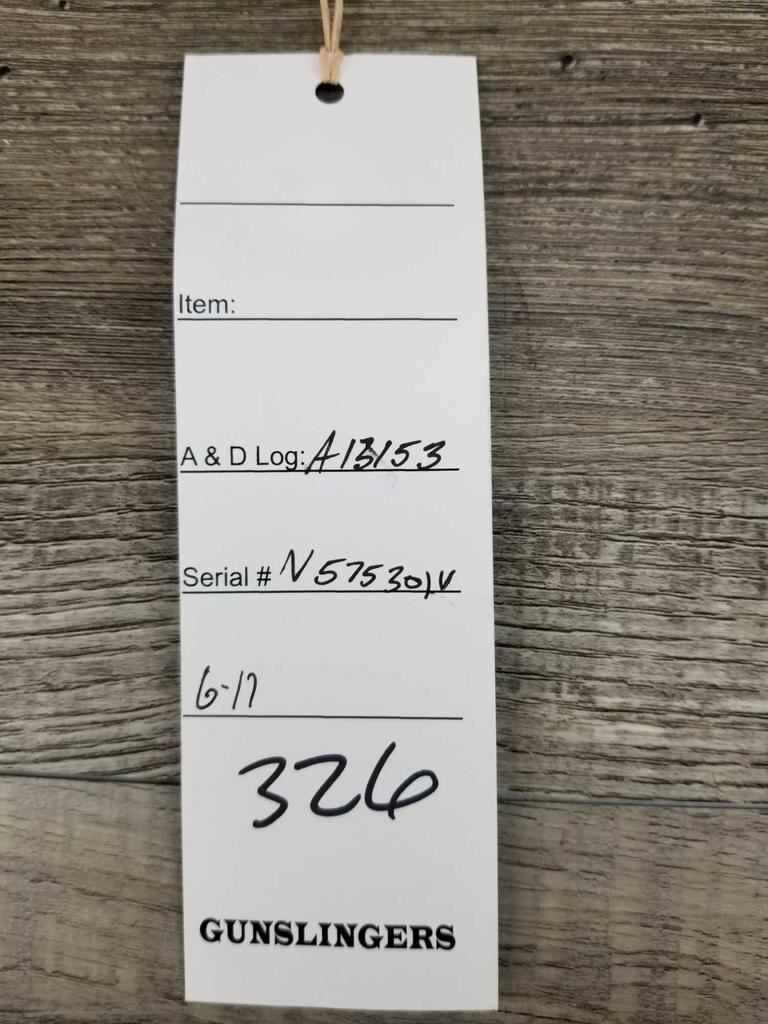 Item:
A & D Log: A13153
Serial # N575301V
6-17
326
GUNSLINGERS